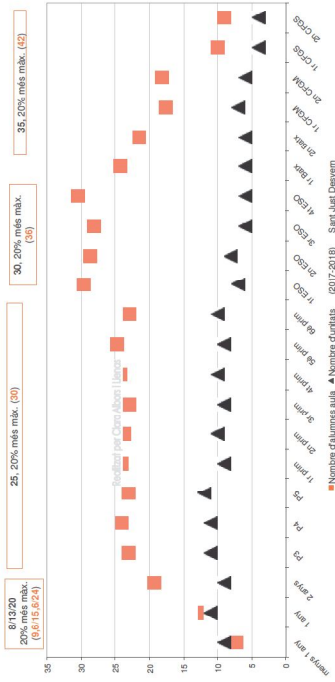 8/13/20
20% més màx.
(9,6/15,6/24)
25, 20% més màx. (30)
30, 20% més màx.
(36)
35, 20% més màx. (42)
35
30
25
20
15
10
5
0
Realitzat per Clara Albon i Llenas
menys 1 any
1 any
2 anys
P3
P4
P5
1r prim
2n prim
3r prim
4t prim
5è prim
6è prim
1r ESO
2n ESO
3r ESO
4t ESO
1r Batx
2n Batx
1r CFGM
2n CFGM
1r CFGS
2n CFGS
Nombre d'alumnes aula Nombre d'unitats (2017-2018) Sant Just Desvern